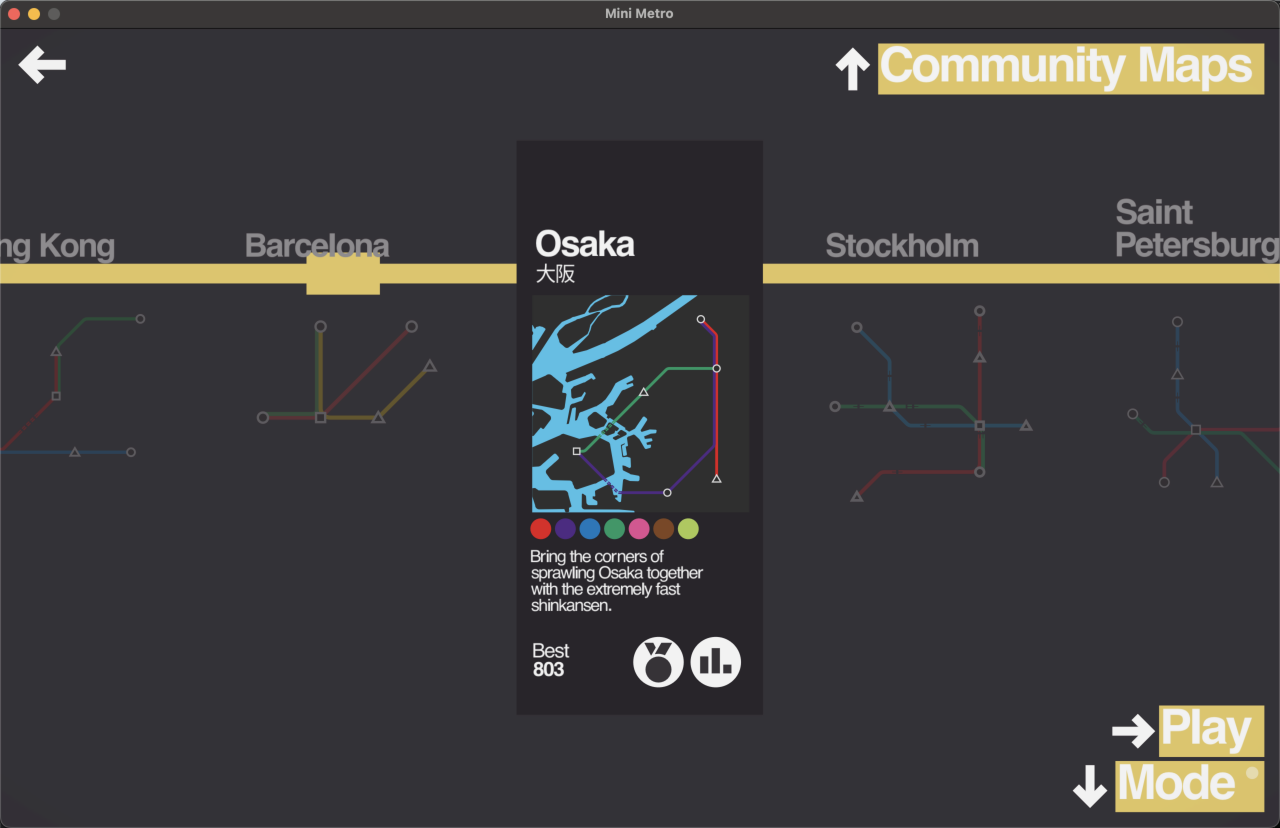 Mini Metro
Community Maps
ng Kong
Barcelona
Osaka
大阪
Stockholm
Saint
Petersburg
Bring the corners of
sprawling Osaka together
with the extremely fast
shinkansen.
Best
803
Play
Mode